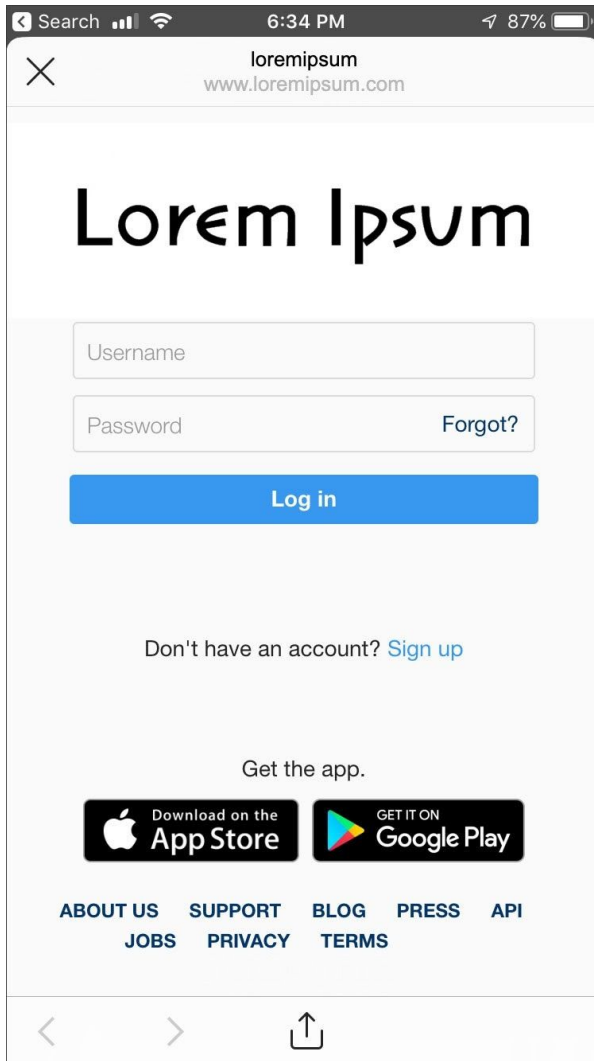 Search 6:34 PM 87%
loremipsum
www.loremipsum.com
Lorem Ipsum
Username
Password Forgot?
Log in
Don't have an account? Sign up
Get the app.
Download on the App Store
GET IT ON Google Play
ABOUT US SUPPORT BLOG PRESS API
JOBS PRIVACY TERMS